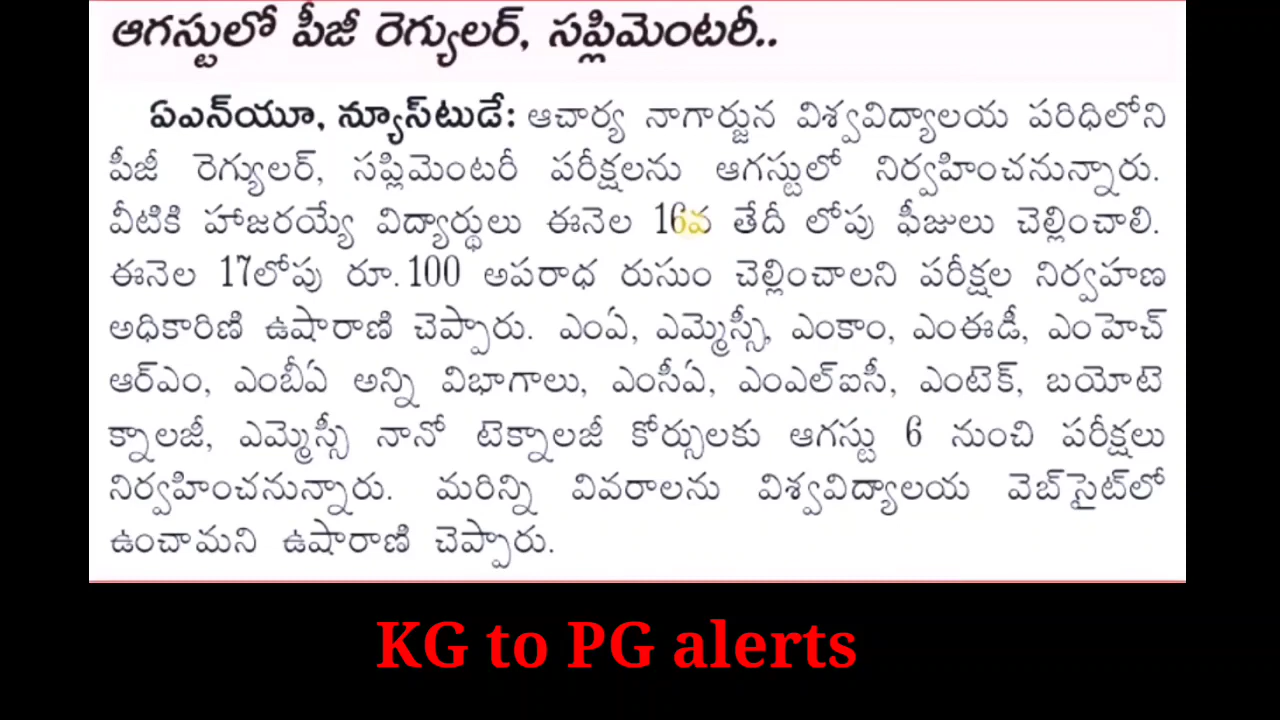 ఆగస్టులో పీజీ రెగ్యులర్, సప్లిమెంటరీ..
ఏఎన్‌యూ, న్యూస్‌టుడే: ఆచార్య నాగార్జున విశ్వవిద్యాలయ పరిధిలోని
పీజీ రెగ్యులర్, సప్లిమెంటరీ పరీక్షలను ఆగస్టులో నిర్వహించనున్నారు.
వీటికి హాజరయ్యే విద్యార్థులు ఈనెల 16వ తేదీ లోపు ఫీజులు చెల్లించాలి.
ఈనెల 17లోపు రూ.100 అపరాధ రుసుం చెల్లించాలని పరీక్షల నిర్వహణ
అధికారిణి ఉషారాణి చెప్పారు. ఎంఏ, ఎమ్మెస్సీ, ఎంకాం, ఎంఈడీ, ఎంహెచ్
ఆర్ఎం, ఎంబీఏ అన్ని విభాగాలు, ఎంసీఏ, ఎంఎల్ఐసీ, ఎంటెక్, బయోటె
క్నాలజీ, ఎమ్మెస్సీ నానో టెక్నాలజీ కోర్సులకు ఆగస్టు 6 నుంచి పరీక్షలు
నిర్వహించనున్నారు. మరిన్ని వివరాలను విశ్వవిద్యాలయ వెబ్‌సైట్‌లో
ఉంచామని ఉషారాణి చెప్పారు.
KG to PG alerts